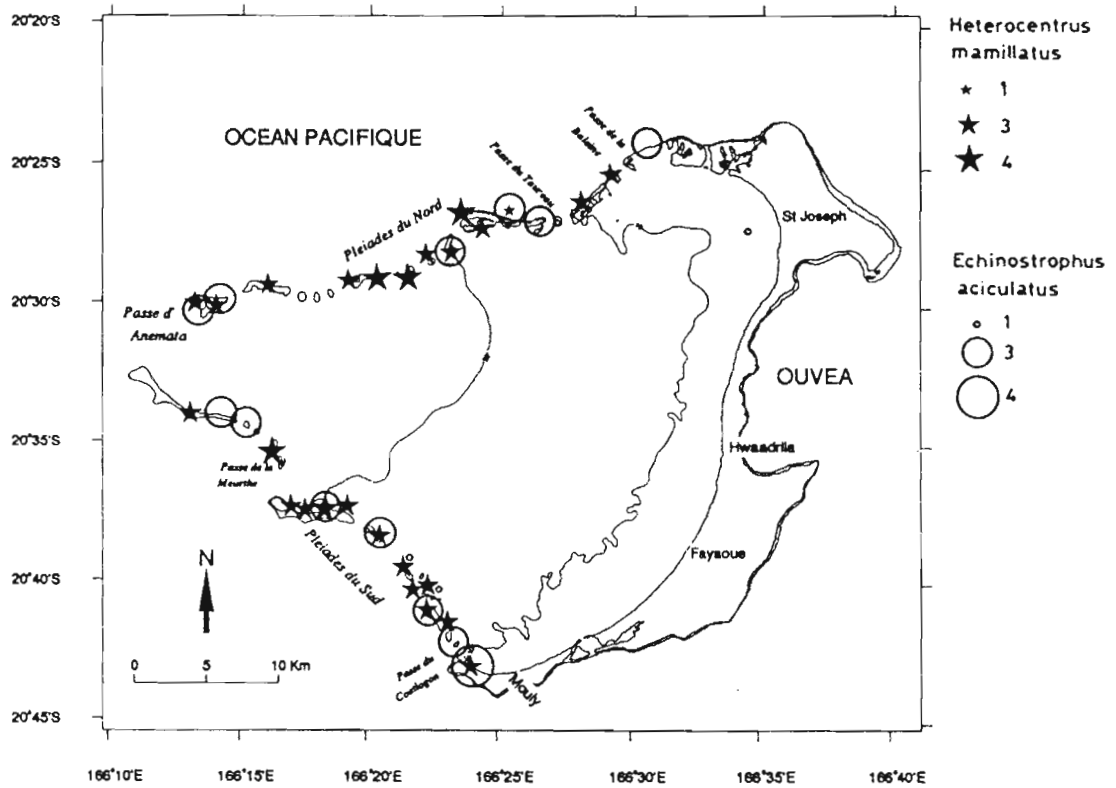 20°20'S
20°25'S
20°30'S
20°35'S
20°40'S
20°45'S
166°10'E
166°15'E
166°20'E
166°25'E
166°30'E
166°35'E
166°40'E
OCEAN PACIFIQUE
Passe de la
Baleine
Passe du Taureau
Pleiades du Nord
St Joseph
Passe d'
Anemata
OUVEA
Hwaadrila
Passe de la
Meurthe
Pleiades du Sud
Fayaoue
N
0 5 10 Km
Passe du
Coetlogon
Mouly
Heterocentrus
mamillatus
1
3
4
Echinostrophus
aciculatus
1
3
4